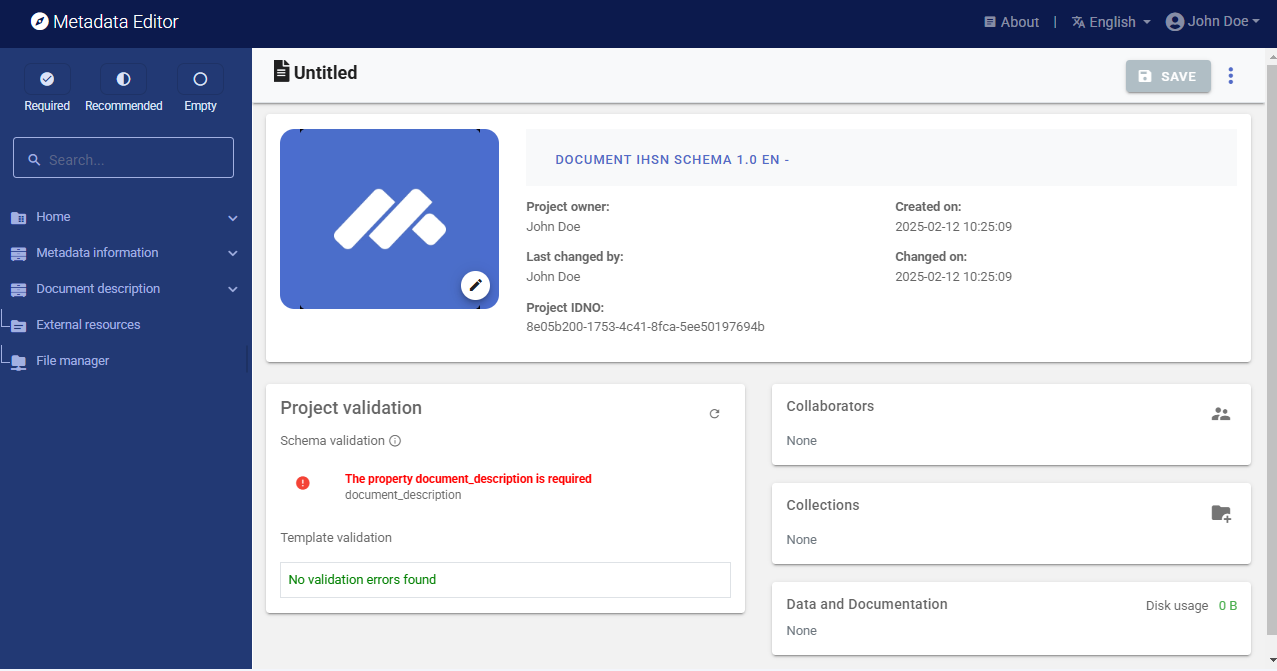 Metadata Editor
About | English John Doe
Required Recommended Empty
Search...
Home
Metadata information
Document description
External resources
File manager
Untitled
SAVE
DOCUMENT IHSN SCHEMA 1.0 EN -
Project owner:
John Doe
Created on:
2025-02-12 10:25:09
Last changed by:
John Doe
Changed on:
2025-02-12 10:25:09
Project IDNO:
8e05b200-1753-4c41-8fca-5ee50197694b
Project validation
Schema validation
The property document_description is required
document_description
Template validation
No validation errors found
Collaborators
None
Collections
None
Data and Documentation
Disk usage 0 B
None